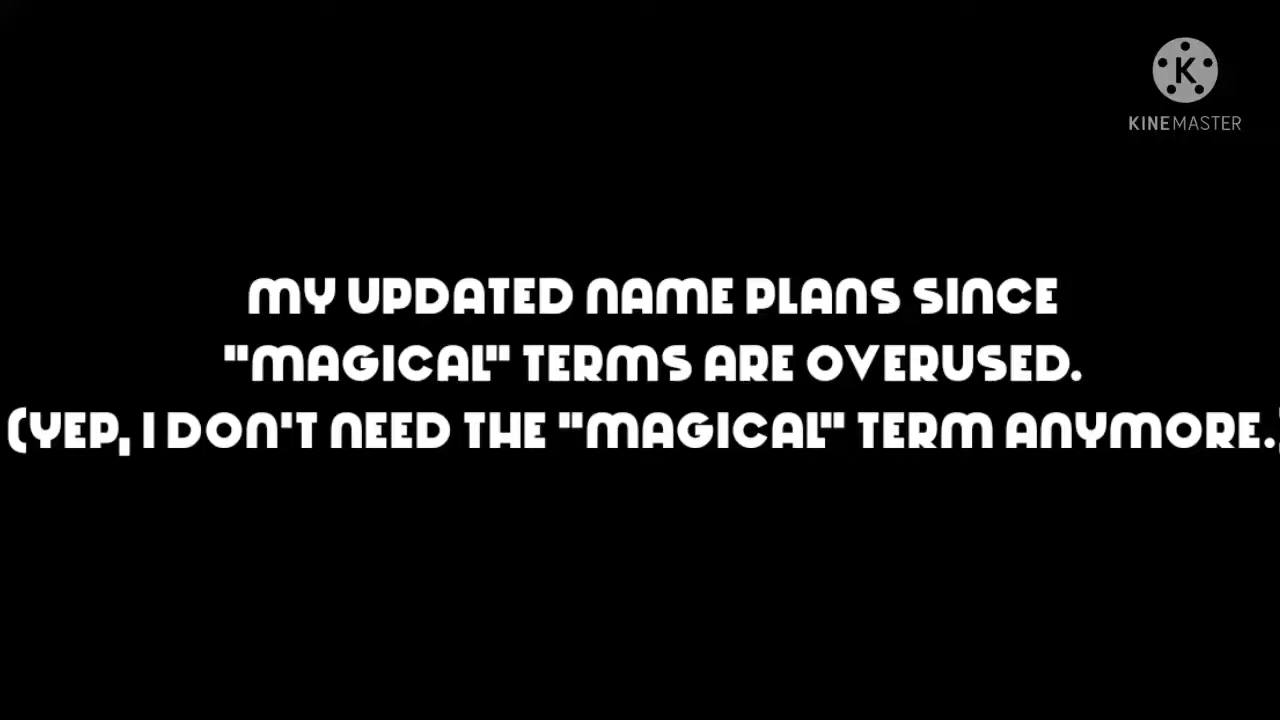 K
KINEMASTER
MY UPDATED NAME PLANS SINCE
"MAGICAL" TERMS ARE OVERUSED.
(YEP, I DON'T NEED THE "MAGICAL" TERM ANYMORE.)